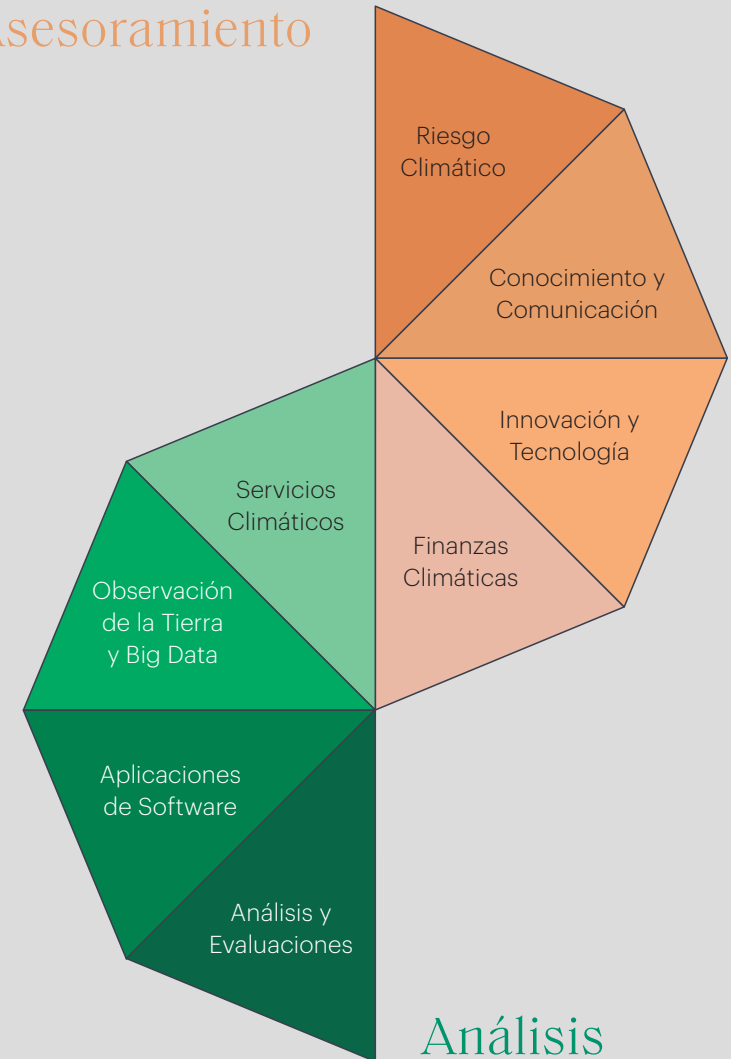 Asesoramiento
Riesgo
Climático
Conocimiento y
Comunicación
Innovación y
Tecnología
Finanzas
Climáticas
Servicios
Climáticos
Observación
de la Tierra
y Big Data
Aplicaciones
de Software
Análisis y
Evaluaciones
Análisis